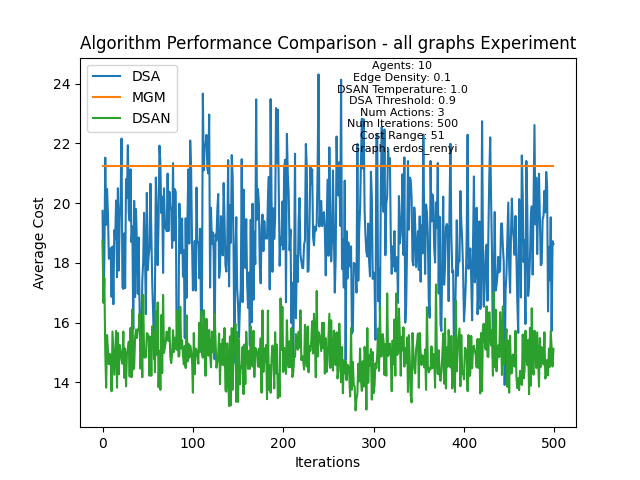 Algorithm Performance Comparison - all graphs Experiment
DSA
MGM
DSAN
Agents: 10
Edge Density: 0.1
DSAN Temperature: 1.0
DSA Threshold: 0.9
Num Actions: 3
Num Iterations: 500
Cost Range: 51
Graph: erdos_renyi
Average Cost
24
22
20
18
16
14
0
100
200
300
400
500
Iterations